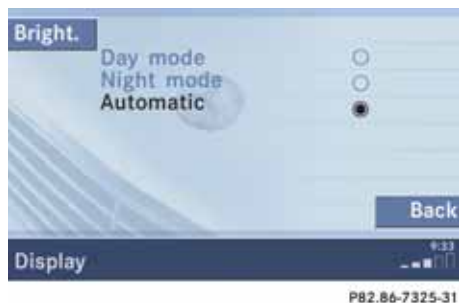 Bright.
Day mode
Night mode
Automatic
Back
9:33
Display
P82.86-7325-31